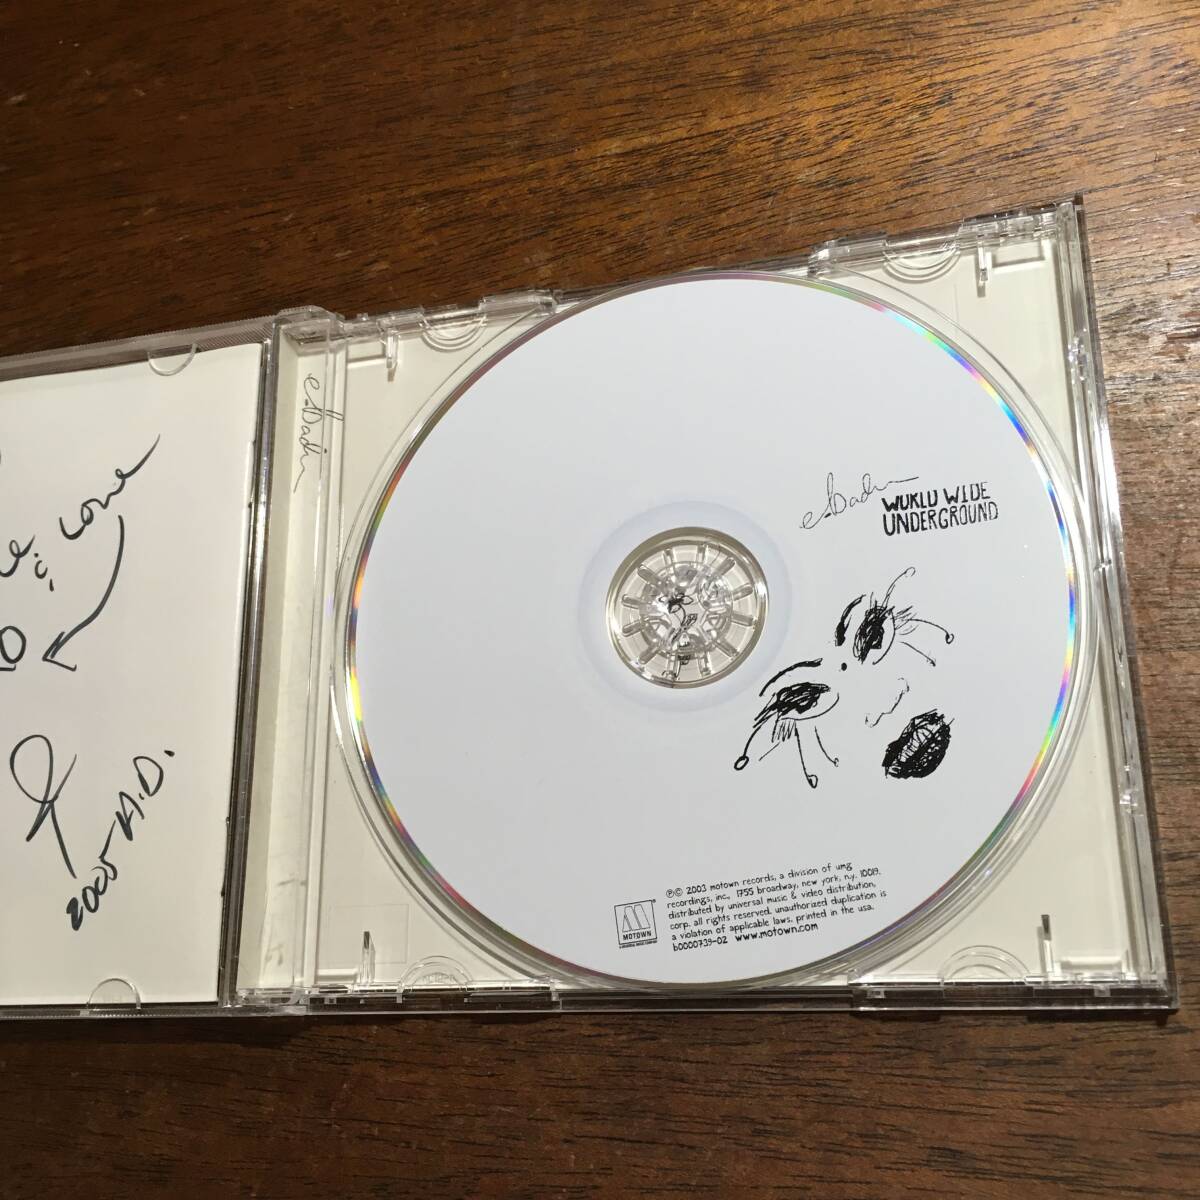 Love
2005 A.D.
e.badu
e.badu
WORLD WIDE
UNDERGROUND
℗© 2003 motown records, a division of umg
recordings, inc., 1755 broadway, new york, n.y. 10019.
distributed by universal music & video distribution,
corp. all rights reserved. unauthorized duplication is
a violation of applicable laws. printed in the usa.
b0000739-02 www.motown.com
M
MOTOWN